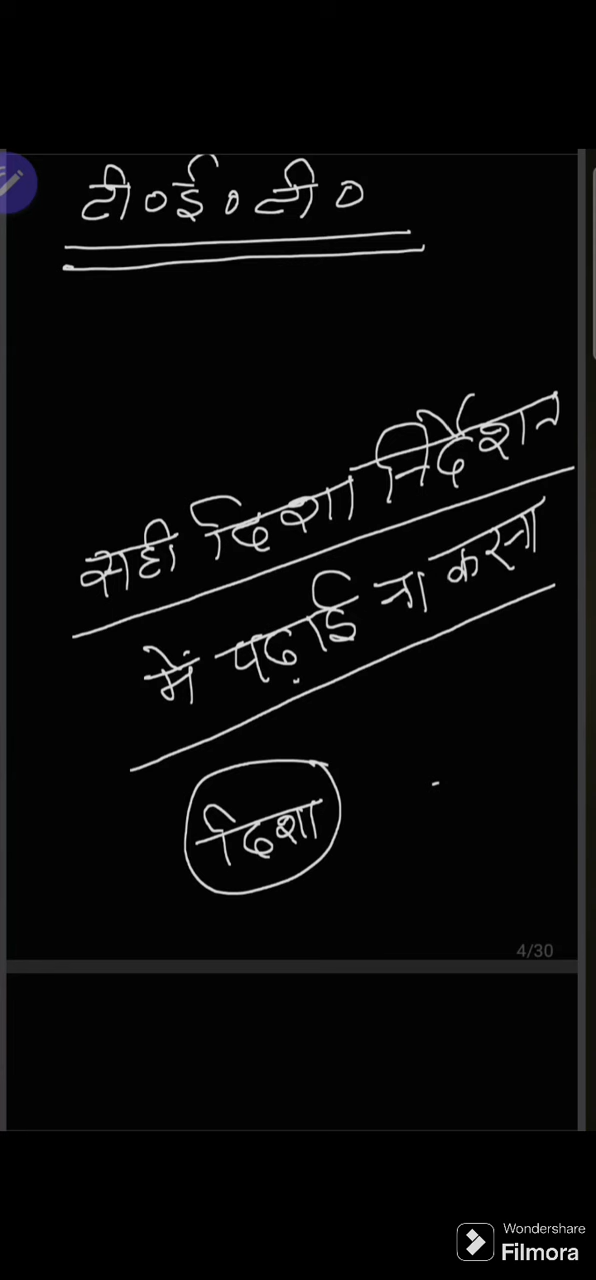 टी०ई०टी०
सही दिशा निर्देशन
में पढ़ाई ना करना
दिशा
4/30
Wondershare
Filmora